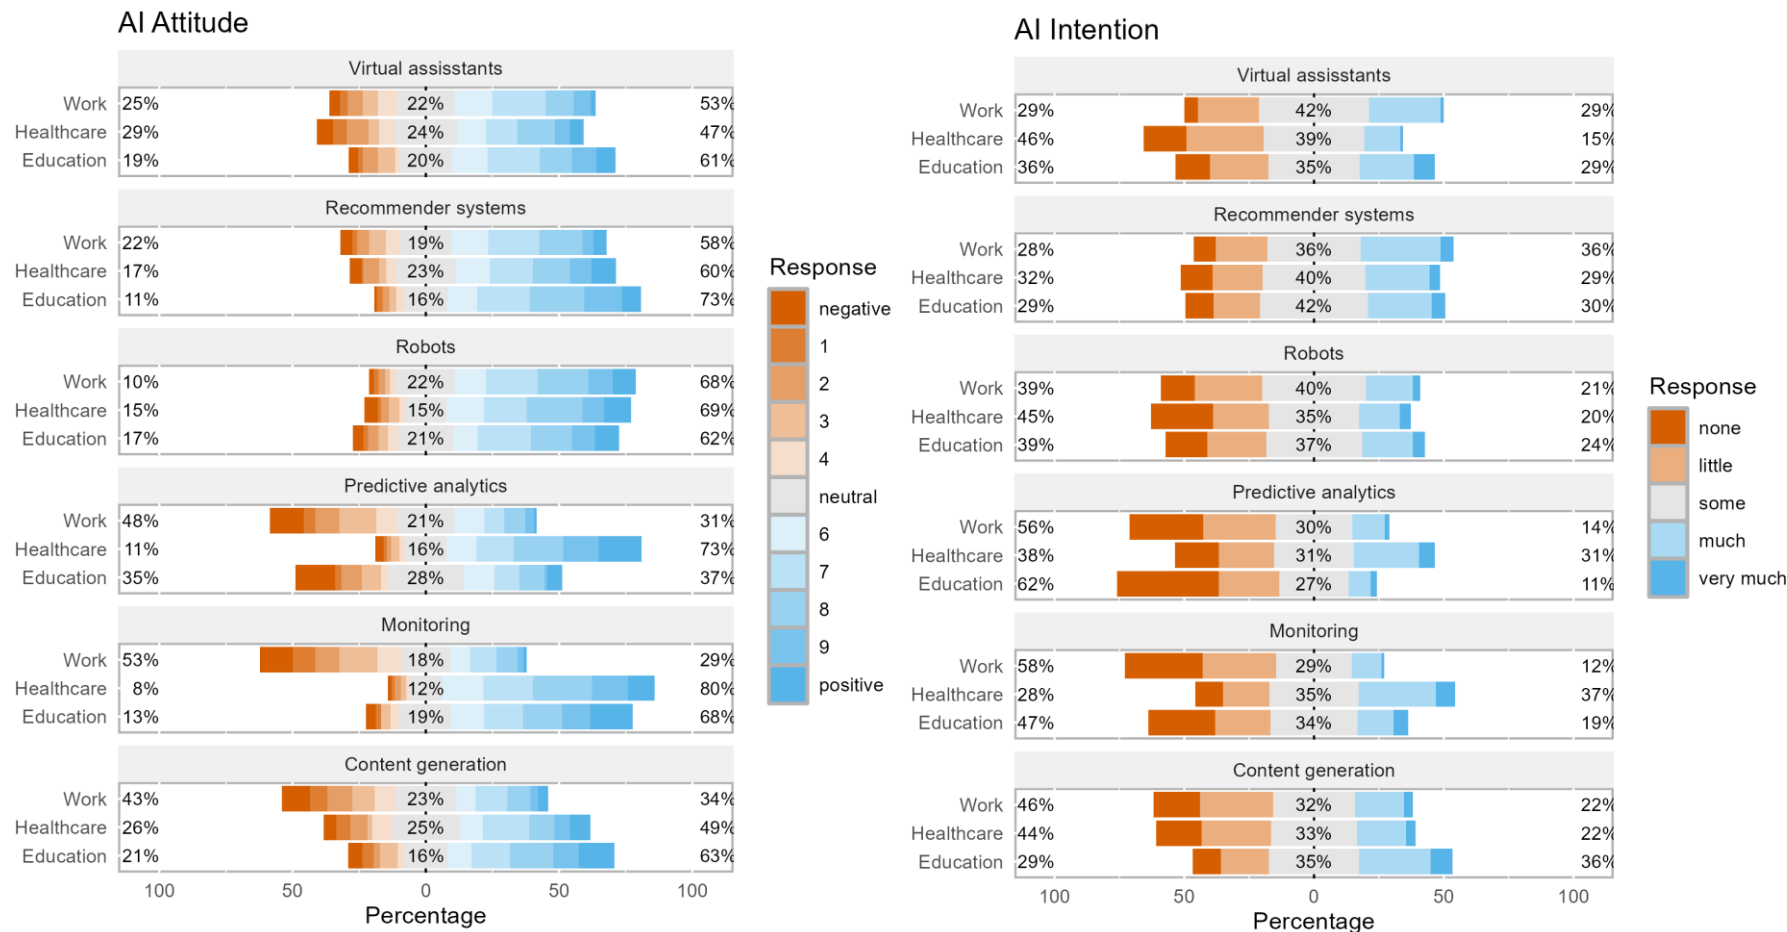 AI Attitude
Virtual assisstants
Work 25% 22% 53%
Healthcare 29% 24% 47%
Education 19% 20% 61%
Recommender systems
Work 22% 19% 58%
Healthcare 17% 23% 60%
Education 11% 16% 73%
Robots
Work 10% 22% 68%
Healthcare 15% 15% 69%
Education 17% 21% 62%
Predictive analytics
Work 48% 21% 31%
Healthcare 11% 16% 73%
Education 35% 28% 37%
Monitoring
Work 53% 18% 29%
Healthcare 8% 12% 80%
Education 13% 19% 68%
Content generation
Work 43% 23% 34%
Healthcare 26% 25% 49%
Education 21% 16% 63%
100 50 0 50 100
Percentage
Response
negative
1
2
3
4
neutral
6
7
8
9
positive
AI Intention
Virtual assisstants
Work 29% 42% 29%
Healthcare 46% 39% 15%
Education 36% 35% 29%
Recommender systems
Work 28% 36% 36%
Healthcare 32% 40% 29%
Education 29% 42% 30%
Robots
Work 39% 40% 21%
Healthcare 45% 35% 20%
Education 39% 37% 24%
Predictive analytics
Work 56% 30% 14%
Healthcare 38% 31% 31%
Education 62% 27% 11%
Monitoring
Work 58% 29% 12%
Healthcare 28% 35% 37%
Education 47% 34% 19%
Content generation
Work 46% 32% 22%
Healthcare 44% 33% 22%
Education 29% 35% 36%
100 50 0 50 100
Percentage
Response
none
little
some
much
very much